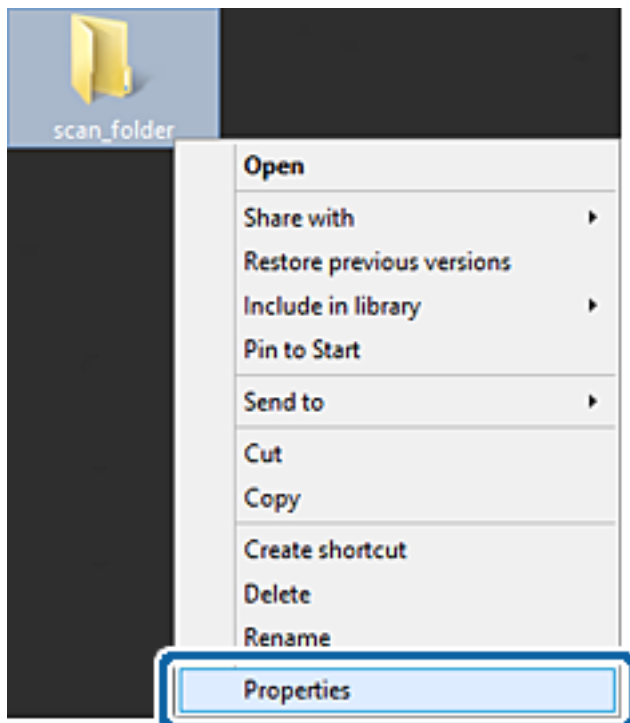 scan_folder
Open
Share with
Restore previous versions
Include in library
Pin to Start
Send to
Cut
Copy
Create shortcut
Delete
Rename
Properties